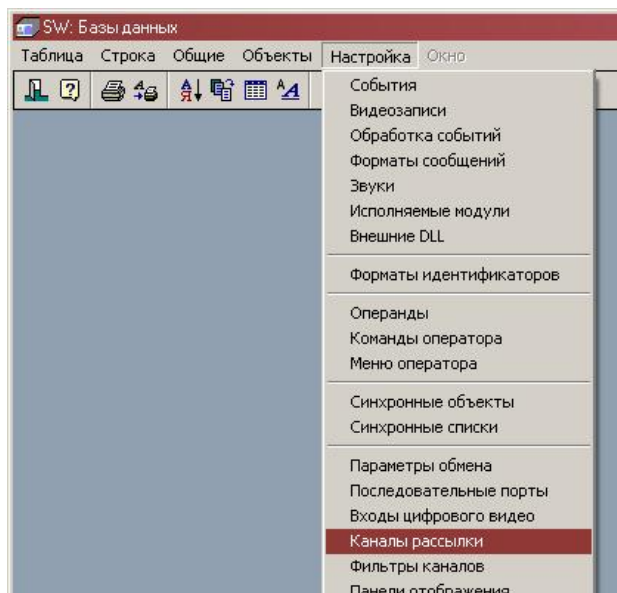 SW: Базы данных
Таблица Строка Общие Объекты Настройка Окно
События
Видеозаписи
Обработка событий
Форматы сообщений
Звуки
Исполняемые модули
Внешние DLL
Форматы идентификаторов
Операнды
Команды оператора
Меню оператора
Синхронные объекты
Синхронные списки
Параметры обмена
Последовательные порты
Входы цифрового видео
Каналы рассылки
Фильтры каналов
Панели отображения